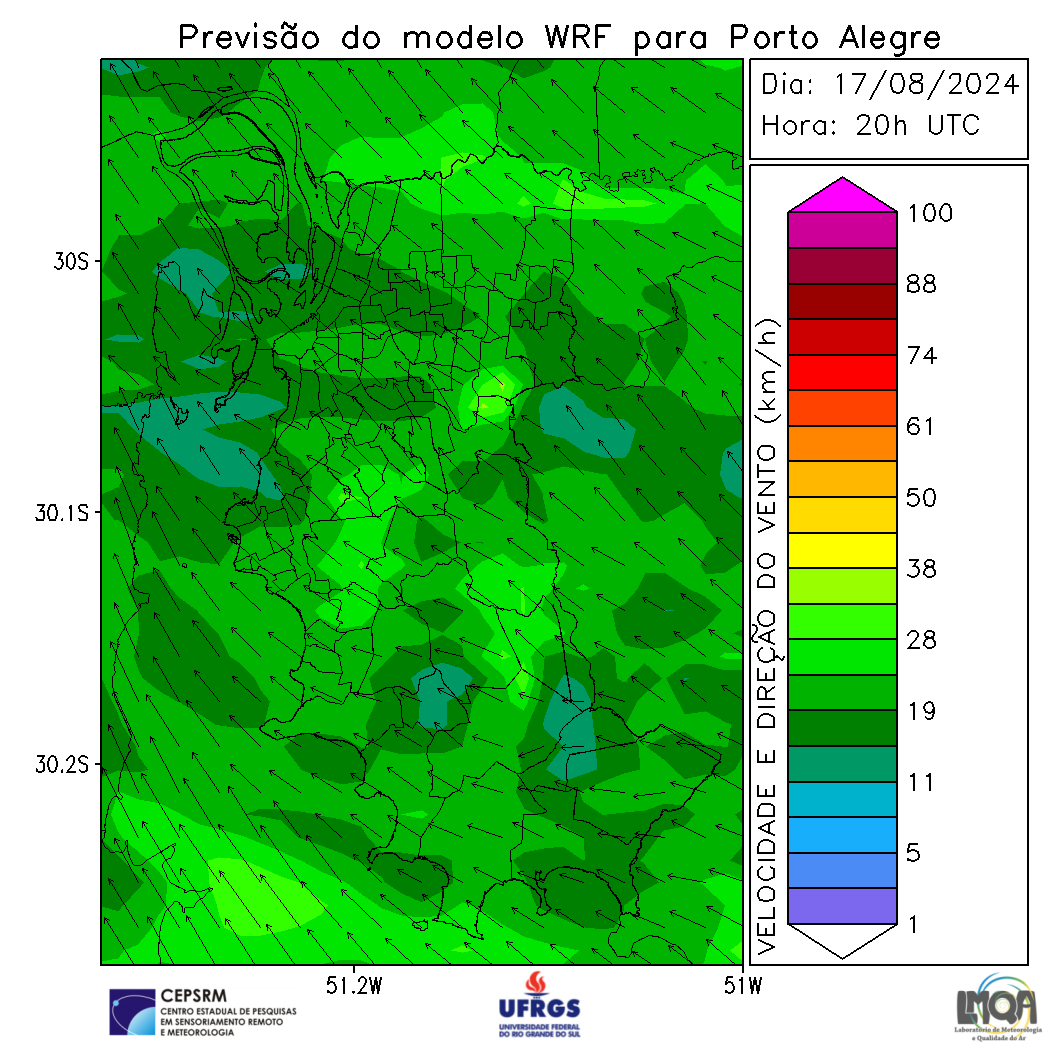 Previsão do modelo WRF para Porto Alegre
Dia: 17/08/2024
Hora: 20h UTC
30S
30.1S
30.2S
51.2W
51W
VELOCIDADE E DIREÇÃO DO VENTO (km/h)
100
88
74
61
50
38
28
19
11
5
1
CEPSRM
CENTRO ESTADUAL DE PESQUISAS
EM SENSORIAMENTO REMOTO
E METEOROLOGIA
UFRGS
UNIVERSIDADE FEDERAL
DO RIO GRANDE DO SUL
LMQA
Laboratório de Meteorologia
e Qualidade do Ar